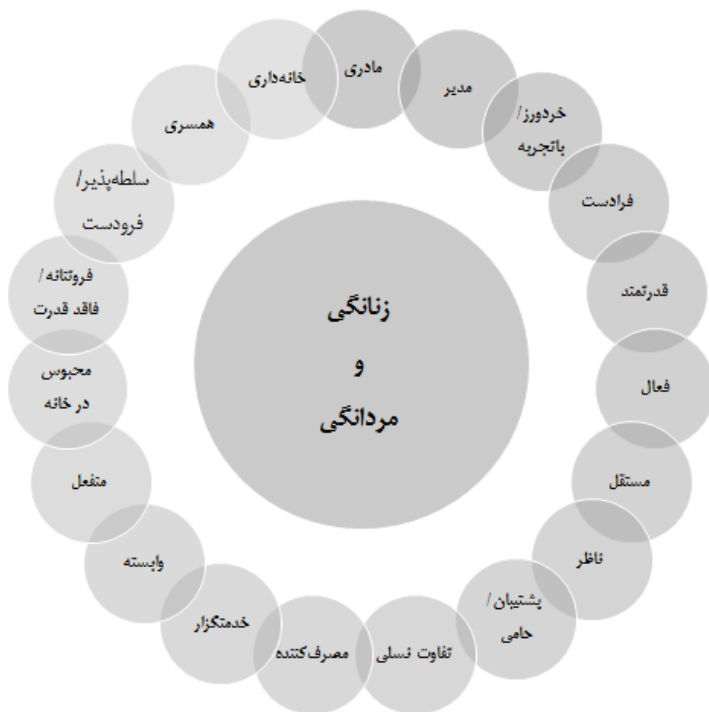 زنانگی
و
مردانگی
مادری
مدیر
خردورز/
باتجربه
فرادست
قدرتمند
فعال
مستقل
ناظر
پشتیبان/
حامی
تفاوت نسلی
مصرف‌کننده
خدمتگزار
وابسته
منفعل
محبوس
در خانه
فروتنانه/
فاقد قدرت
سلطه‌پذیر/
فرودست
همسری
خانه‌داری